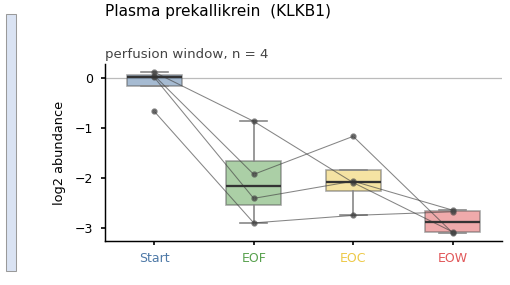 Plasma prekallikrein  (KLKB1)
perfusion window, n = 4
log2 abundance
0
−1
−2
−3
Start
EOF
EOC
EOW